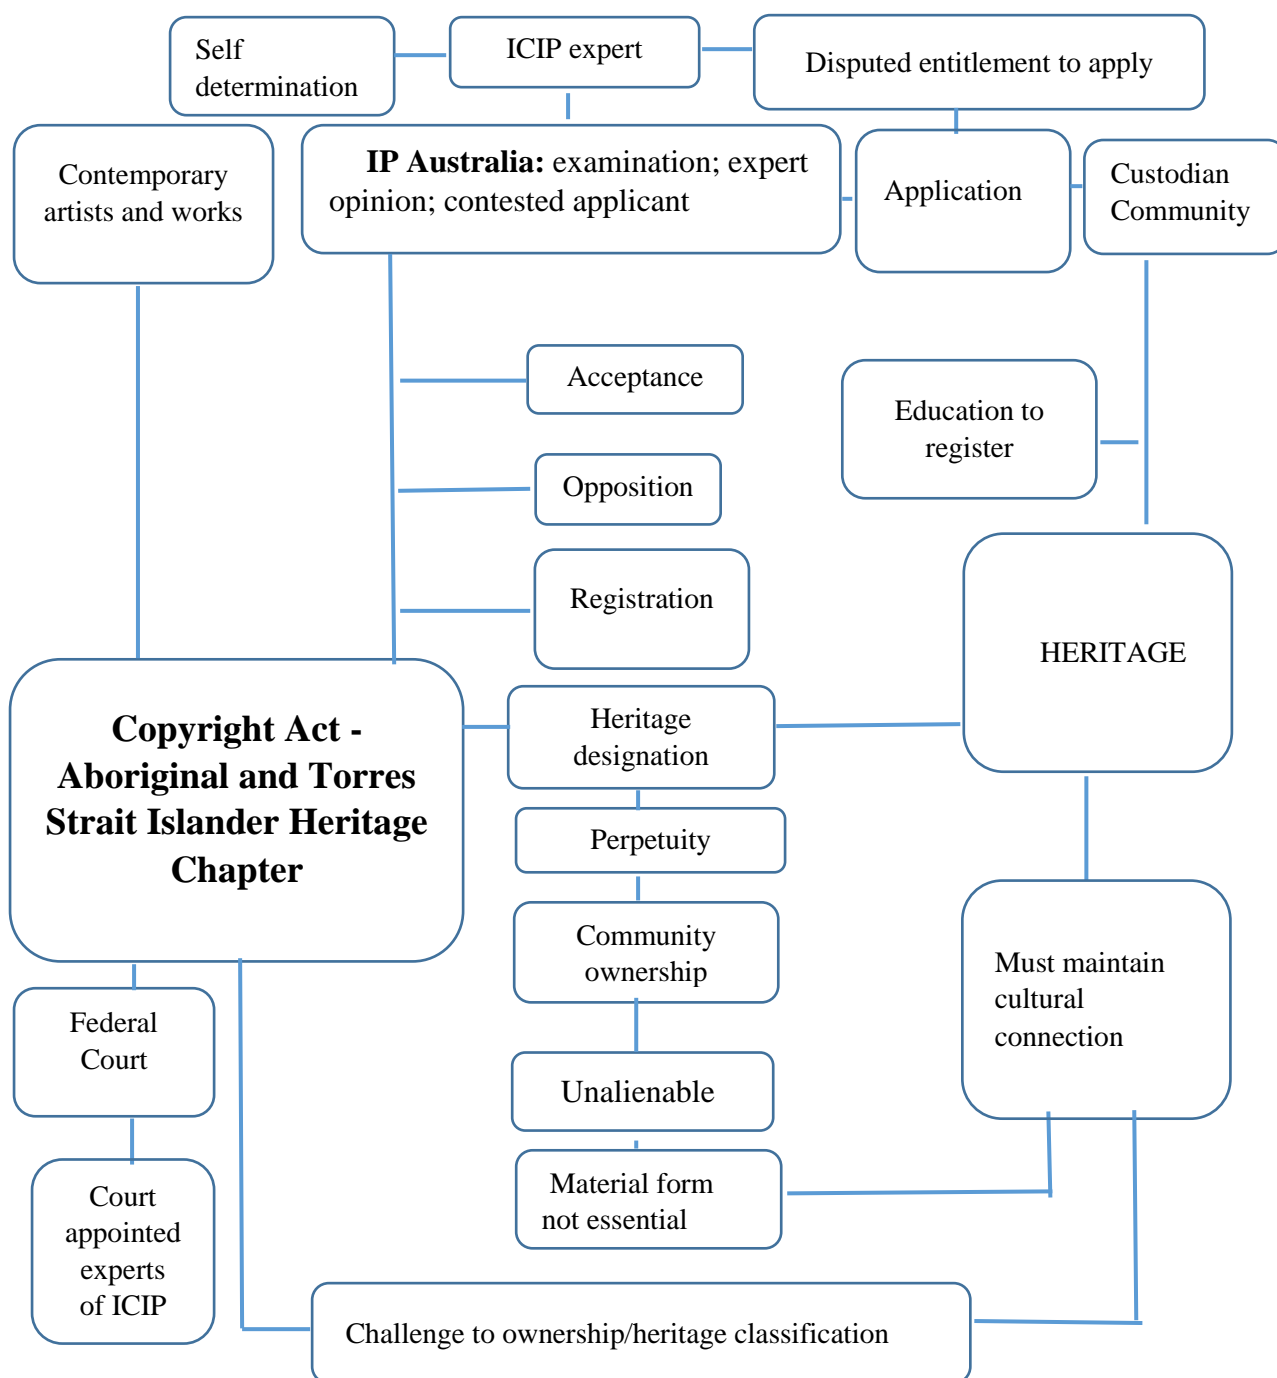 Self
determination
ICIP expert
Disputed entitlement to apply
Contemporary
artists and works
IP Australia: examination; expert
opinion; contested applicant
Application
Custodian
Community
Acceptance
Education to
register
Opposition
Registration
HERITAGE
Copyright Act -
Aboriginal and Torres
Strait Islander Heritage
Chapter
Heritage
designation
Perpetuity
Community
ownership
Must maintain
cultural
connection
Federal
Court
Unalienable
Material form
not essential
Court
appointed
experts
of ICIP
Challenge to ownership/heritage classification